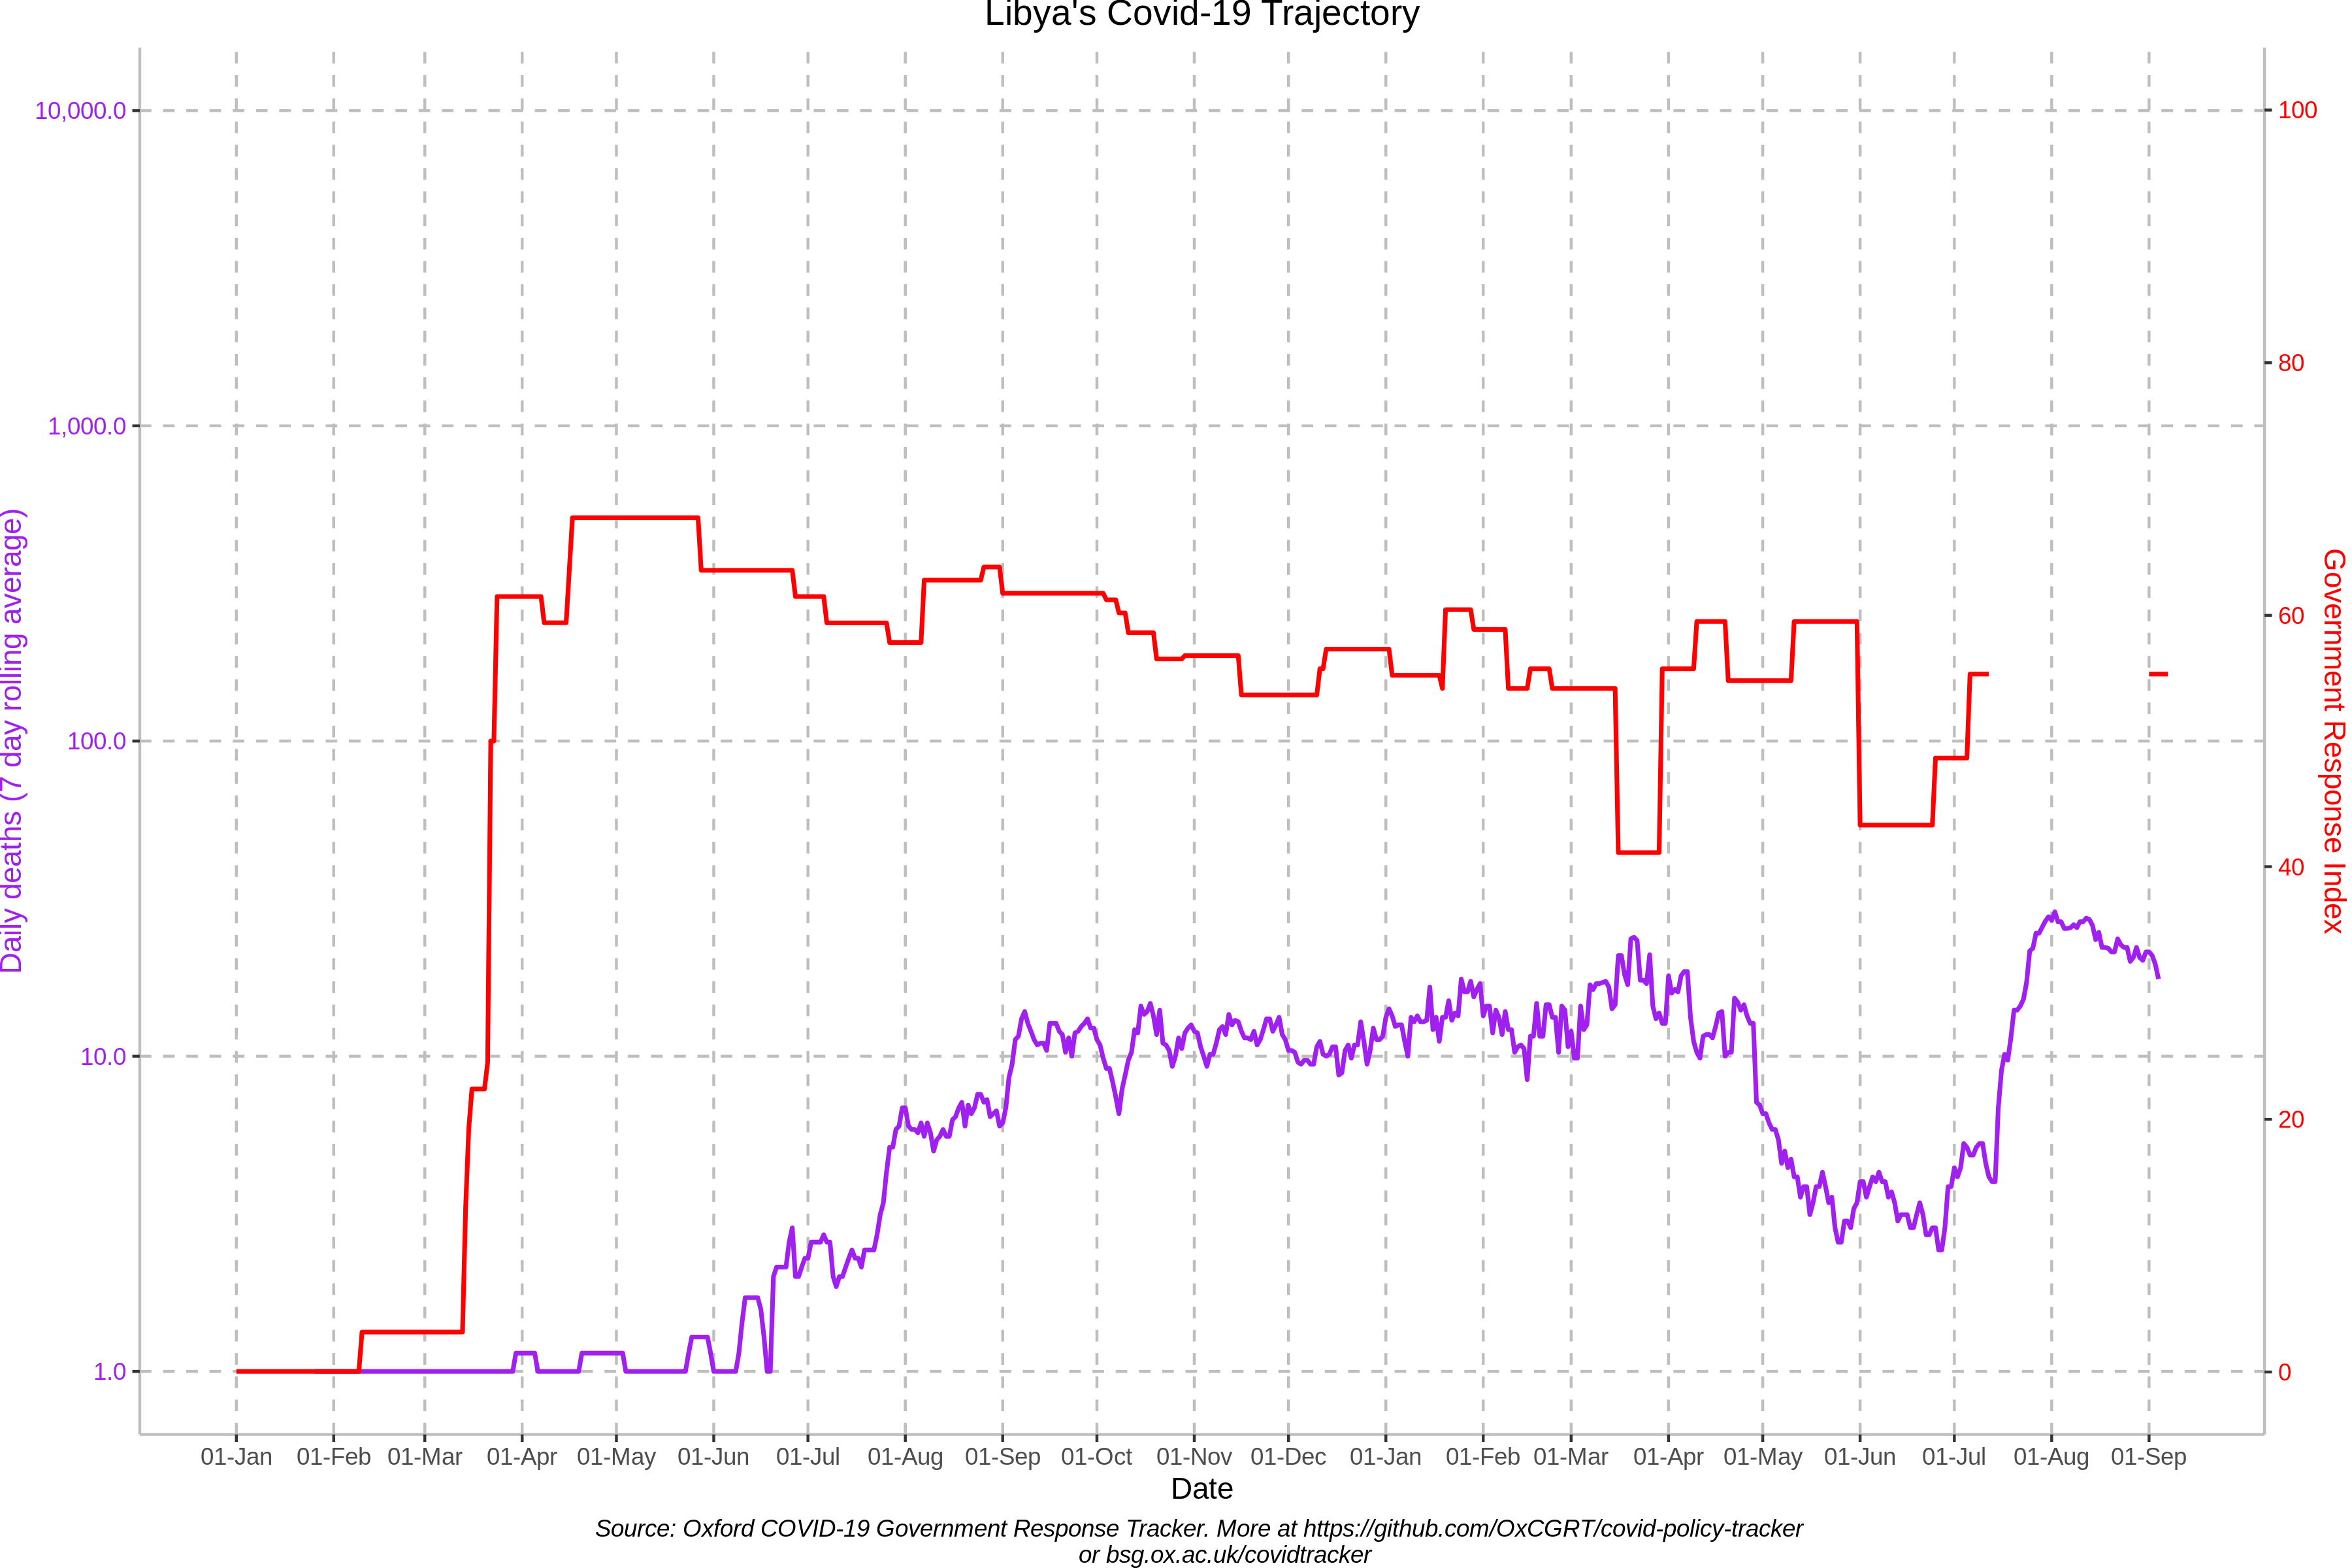 Libya's Covid-19 Trajectory
10,000.0
1,000.0
100.0
10.0
1.0
Daily deaths (7 day rolling average)
100
80
60
40
20
0
Government Response Index
01-Jan 01-Feb 01-Mar 01-Apr 01-May 01-Jun 01-Jul 01-Aug 01-Sep 01-Oct 01-Nov 01-Dec 01-Jan 01-Feb 01-Mar 01-Apr 01-May 01-Jun 01-Jul 01-Aug 01-Sep
Date
Source: Oxford COVID-19 Government Response Tracker. More at https://github.com/OxCGRT/covid-policy-tracker
or bsg.ox.ac.uk/covidtracker